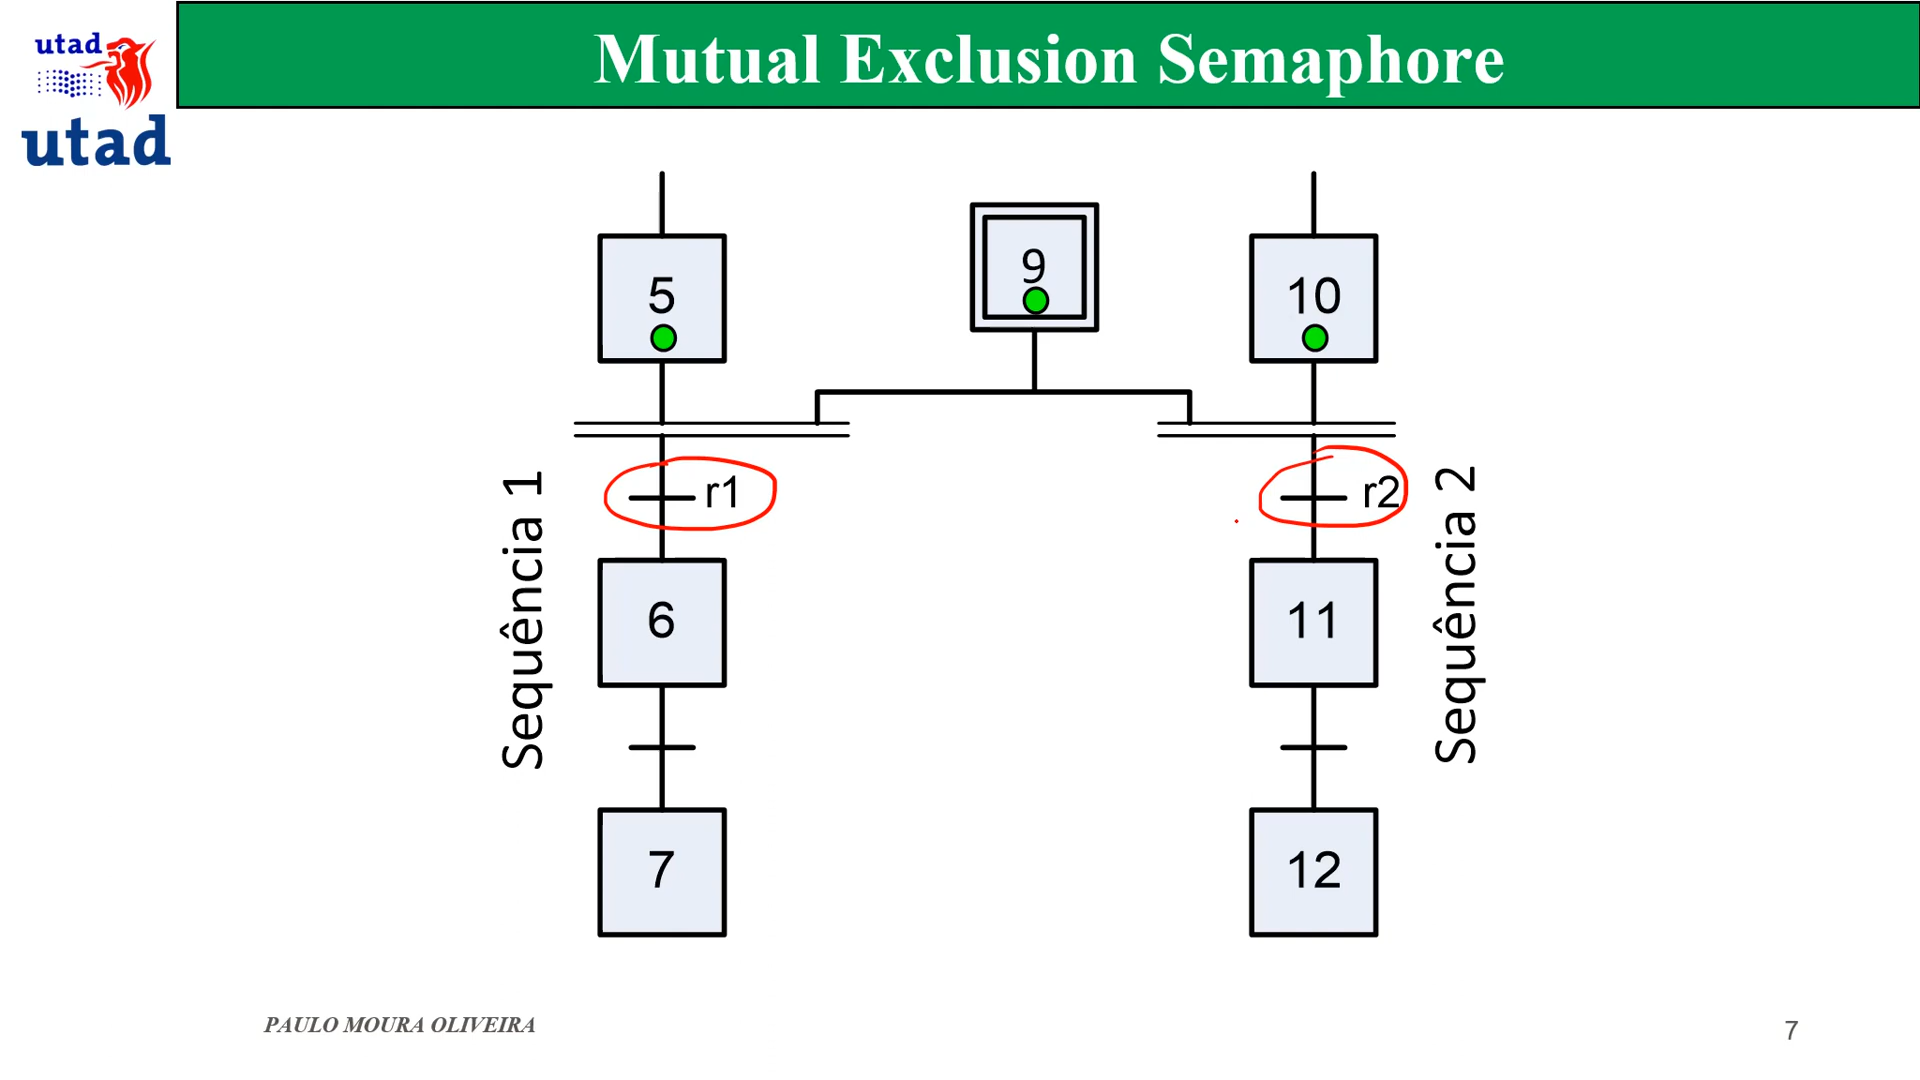 utad
utad
Mutual Exclusion Semaphore
5
9
10
r1
r2
Sequência 1
Sequência 2
6
11
7
12
PAULO MOURA OLIVEIRA
7